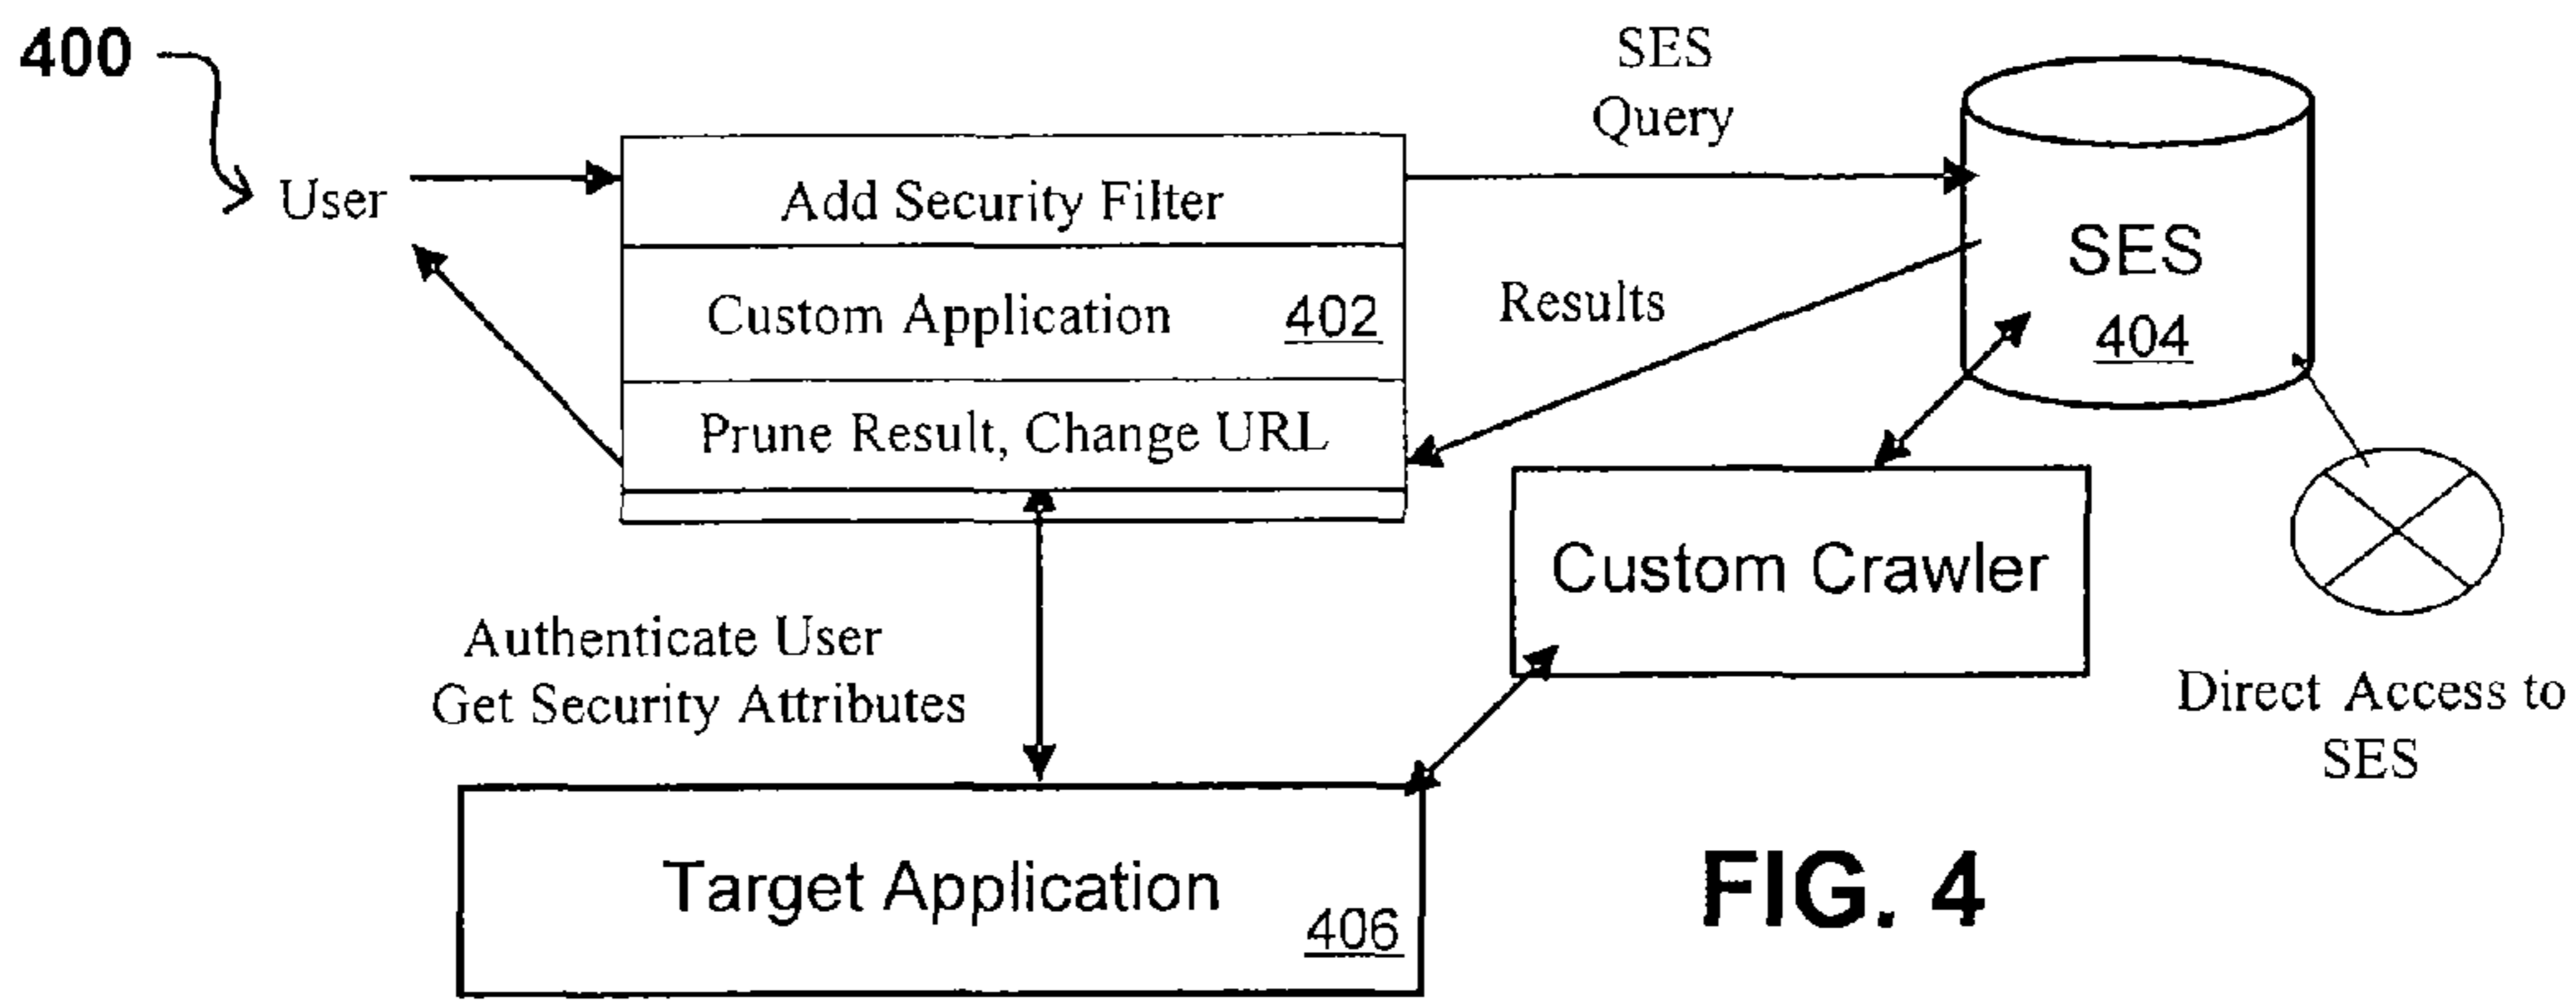 400
SES
Query
User
Add Security Filter
SES
404
Custom Application 402
Results
Prune Result, Change URL
Custom Crawler
Authenticate User
Get Security Attributes
Direct Access to
SES
Target Application
406
FIG. 4